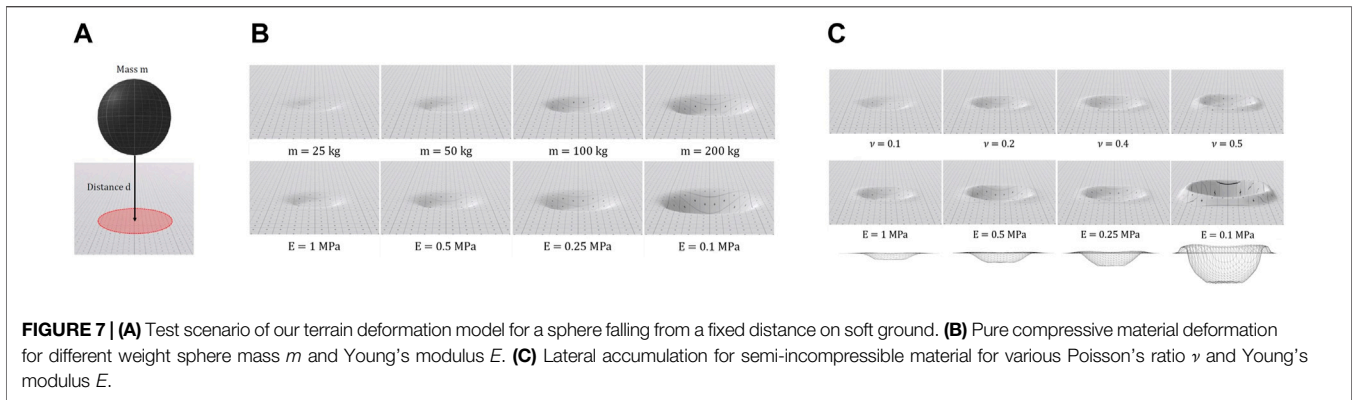 A
B
C
Mass m
Distance d
m = 25 kg
m = 50 kg
m = 100 kg
m = 200 kg
E = 1 MPa
E = 0.5 MPa
E = 0.25 MPa
E = 0.1 MPa
ν = 0.1
ν = 0.2
ν = 0.4
ν = 0.5
E = 1 MPa
E = 0.5 MPa
E = 0.25 MPa
E = 0.1 MPa
FIGURE 7 | (A) Test scenario of our terrain deformation model for a sphere falling from a fixed distance on soft ground. (B) Pure compressive material deformation
for different weight sphere mass m and Young's modulus E. (C) Lateral accumulation for semi-incompressible material for various Poisson's ratio ν and Young's
modulus E.